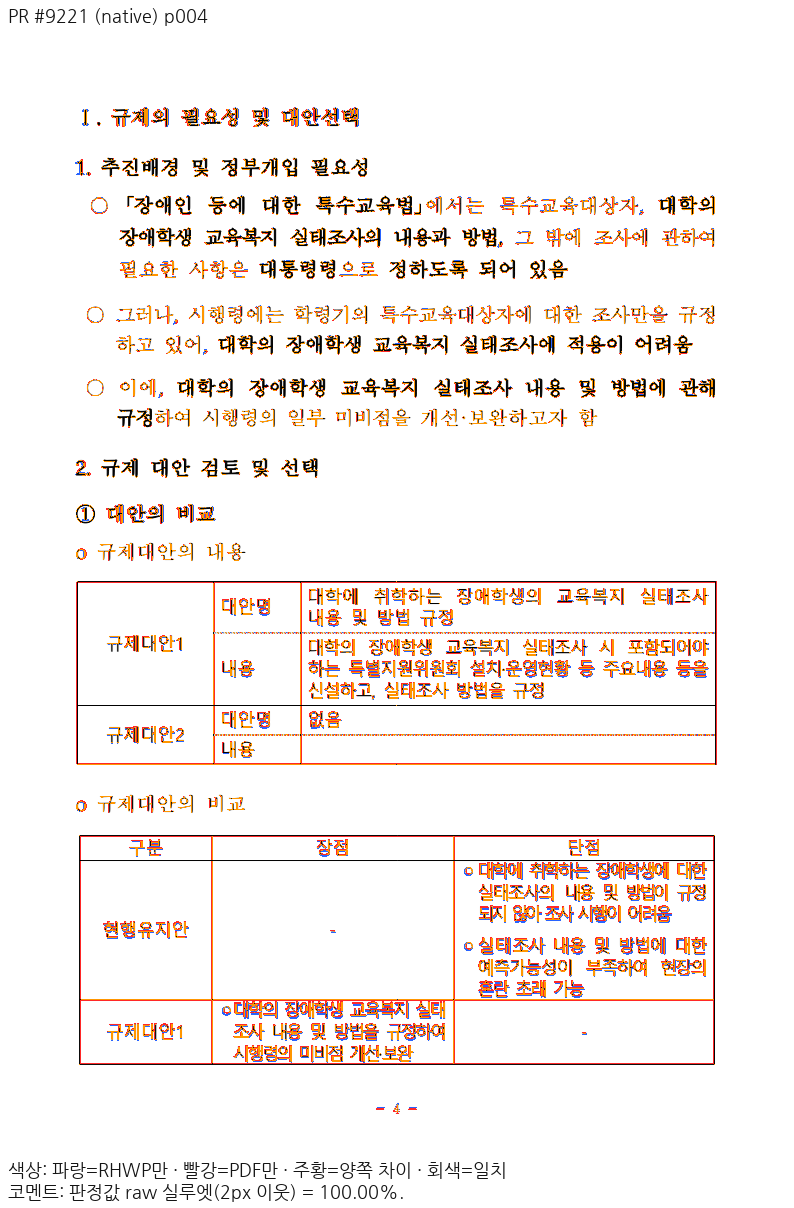 PR #9221 (native) p004
Ⅰ. 규제의 필요성 및 대안선택
1. 추진배경 및 정부개입 필요성
○ 「장애인 등에 대한 특수교육법」에서는 특수교육대상자, 대학의
장애학생 교육복지 실태조사의 내용과 방법, 그 밖에 조사에 관하여
필요한 사항은 대통령령으로 정하도록 되어 있음
○ 그러나, 시행령에는 학령기의 특수교육대상자에 대한 조사만을 규정
하고 있어, 대학의 장애학생 교육복지 실태조사에 적용이 어려움
○ 이에, 대학의 장애학생 교육복지 실태조사 내용 및 방법에 관해
규정하여 시행령의 일부 미비점을 개선·보완하고자 함
2. 규제 대안 검토 및 선택
① 대안의 비교
o 규제대안의 내용
규제대안1
대안명
대학에 취학하는 장애학생의 교육복지 실태조사
내용 및 방법 규정
내용
대학의 장애학생 교육복지 실태조사 시 포함되어야
하는 특별지원위원회 설치·운영현황 등 주요내용 등을
신설하고, 실태조사 방법을 규정
규제대안2
대안명
없음
내용
o 규제대안의 비교
구분 장점 단점
현행유지안
-
o 대학에 취학하는 장애학생에 대한
실태조사의 내용 및 방법이 규정
되지 않아 조사 시행이 어려움
o 실태조사 내용 및 방법에 대한
예측가능성이 부족하여 현장의
혼란 초래 가능
규제대안1
o 대학의 장애학생 교육복지 실태
조사 내용 및 방법을 규정하여
시행령의 미비점 개선·보완
-
- 4 -
색상: 파랑=RHWP만 · 빨강=PDF만 · 주황=양쪽 차이 · 회색=일치
코멘트: 판정값 raw 실루엣(2px 이웃) = 100.00%.